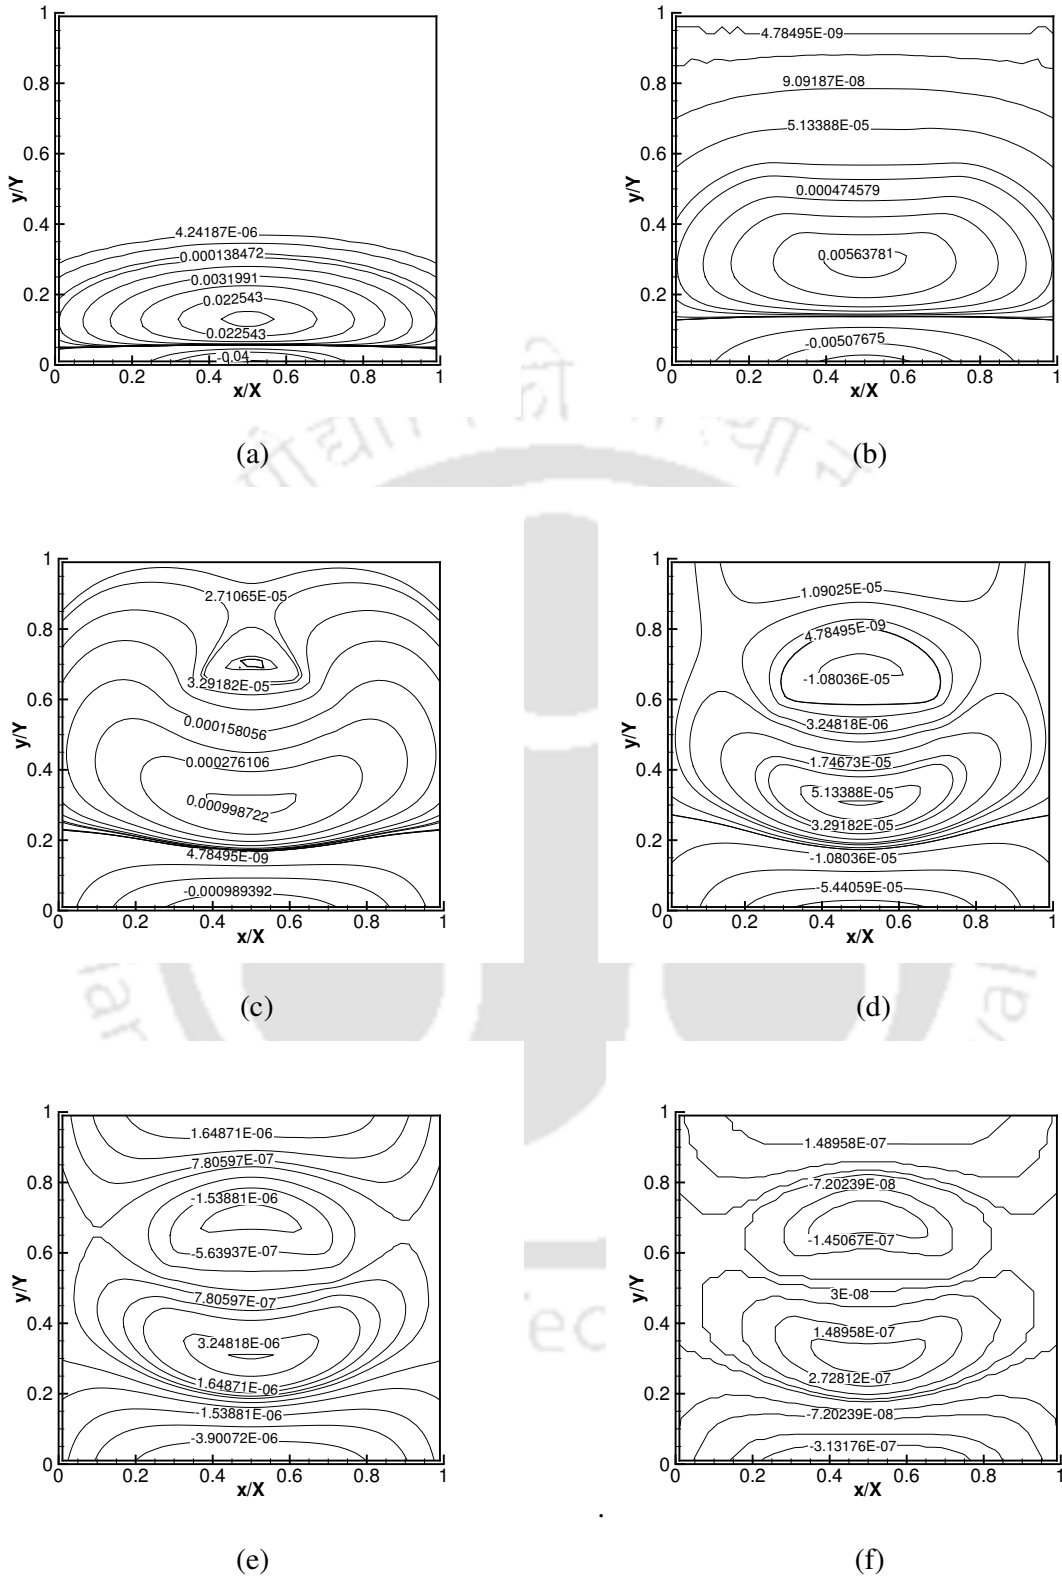 1
0.8
0.6
0.4
0.2
0
y/Y
4.24187E-06
0.000138472
0.0031991
0.022543
0.022543
-0.04
0 0.2 0.4 0.6 0.8 1
x/X
(a)
1
0.8
0.6
0.4
0.2
0
y/Y
4.78495E-09
9.09187E-08
5.13388E-05
0.000474579
0.00563781
-0.00507675
0 0.2 0.4 0.6 0.8 1
x/X
(b)
1
0.8
0.6
0.4
0.2
0
y/Y
2.71065E-05
3.29182E-05
0.000158056
0.000276106
0.000998722
4.78495E-09
-0.000989392
0 0.2 0.4 0.6 0.8 1
x/X
(c)
1
0.8
0.6
0.4
0.2
0
y/Y
1.09025E-05
4.78495E-09
-1.08036E-05
3.24818E-06
1.74673E-05
5.13388E-05
3.29182E-05
-1.08036E-05
-5.44059E-05
0 0.2 0.4 0.6 0.8 1
x/X
(d)
1
0.8
0.6
0.4
0.2
0
y/Y
1.64871E-06
7.80597E-07
-1.53881E-06
-5.63937E-07
7.80597E-07
3.24818E-06
1.64871E-06
-1.53881E-06
-3.90072E-06
0 0.2 0.4 0.6 0.8 1
x/X
(e)
1
0.8
0.6
0.4
0.2
0
y/Y
1.48958E-07
-7.20239E-08
-1.45067E-07
3E-08
1.48958E-07
2.72812E-07
-7.20239E-08
-3.13176E-07
0 0.2 0.4 0.6 0.8 1
x/X
.
(f)